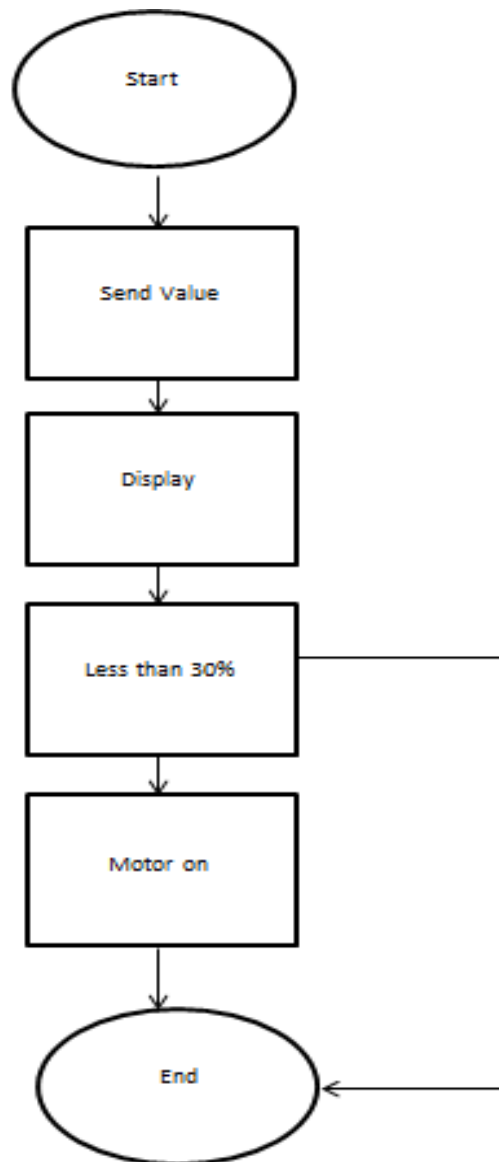 Start
Send Value
Display
Less than 30%
Motor on
End